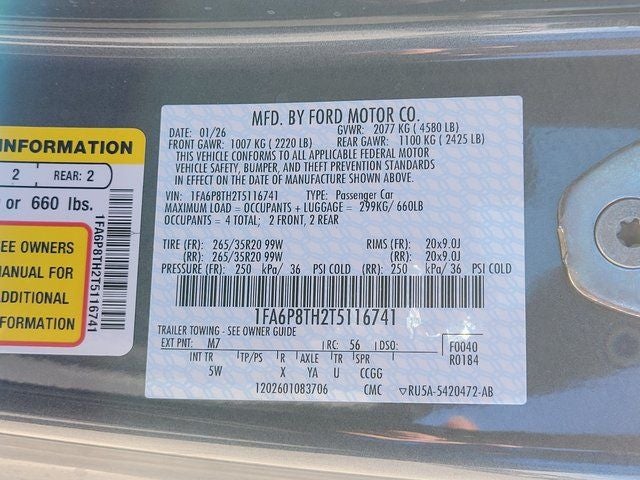 INFORMATION
2 REAR: 2
or 660 lbs.
SEE OWNERS
MANUAL FOR
ADDITIONAL
INFORMATION
1FA6P8TH2T5116741
MFD. BY FORD MOTOR CO.
DATE: 01/26 GVWR: 2077 KG ( 4580 LB)
FRONT GAWR: 1007 KG ( 2220 LB) REAR GAWR: 1100 KG ( 2425 LB)
THIS VEHICLE CONFORMS TO ALL APPLICABLE FEDERAL MOTOR
VEHICLE SAFETY, BUMPER, AND THEFT PREVENTION STANDARDS
IN EFFECT ON THE DATE OF MANUFACTURE SHOWN ABOVE.
VIN: 1FA6P8TH2T5116741 TYPE: Passenger Car
MAXIMUM LOAD = OCCUPANTS + LUGGAGE = 299KG/ 660LB
OCCUPANTS = 4 TOTAL; 2 FRONT, 2 REAR
TIRE (FR): 265/35R20 99W RIMS (FR): 20x9.0J
(RR): 265/35R20 99W (RR): 20x9.0J
PRESSURE (FR): 250 kPa/ 36 PSI COLD (RR): 250 kPa/ 36 PSI COLD
1FA6P8TH2T5116741
TRAILER TOWING - SEE OWNER GUIDE
EXT PNT: M7 RC: 56 DSO: F0040
R0184
INT TR TP/PS R AXLE TR SPR
5W X YA U CCGG
1202601083706 CMC RU5A-5420472-AB